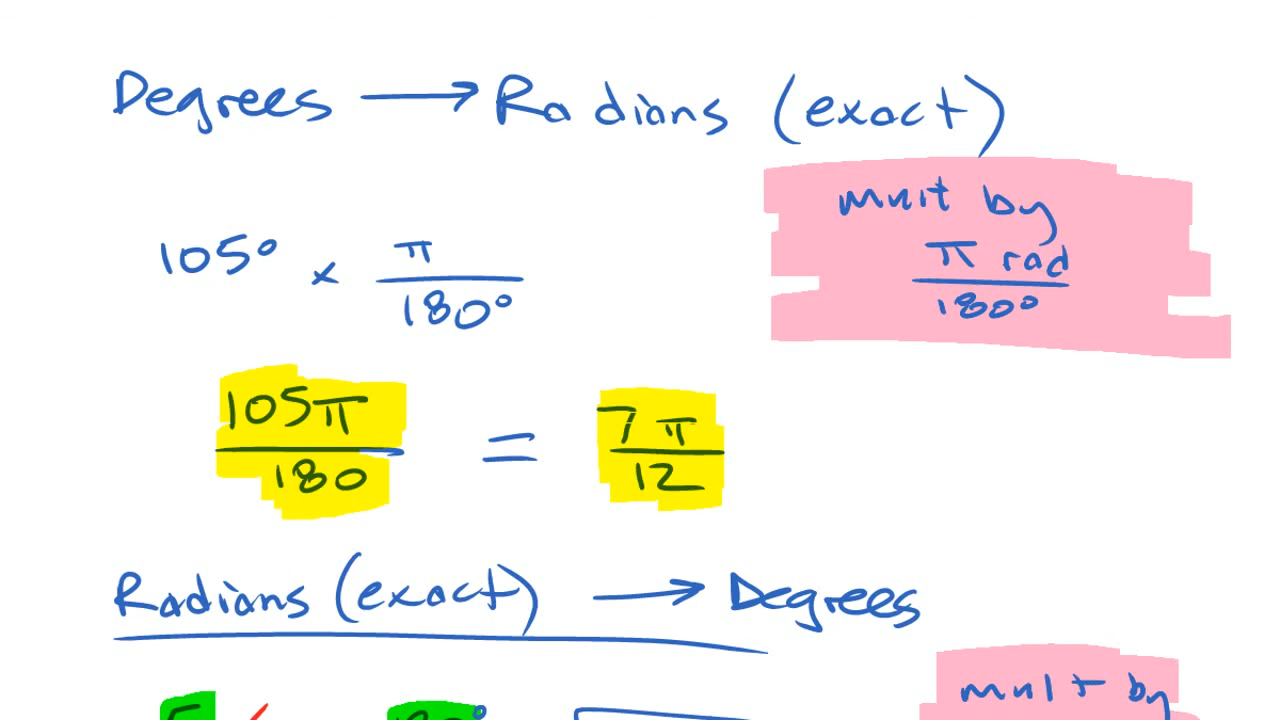 Degrees → Radians (exact)
mult by
π rad
180°
105° × π
180°
105π
180
=
7π
12
Radians (exact) → Degrees
mult by